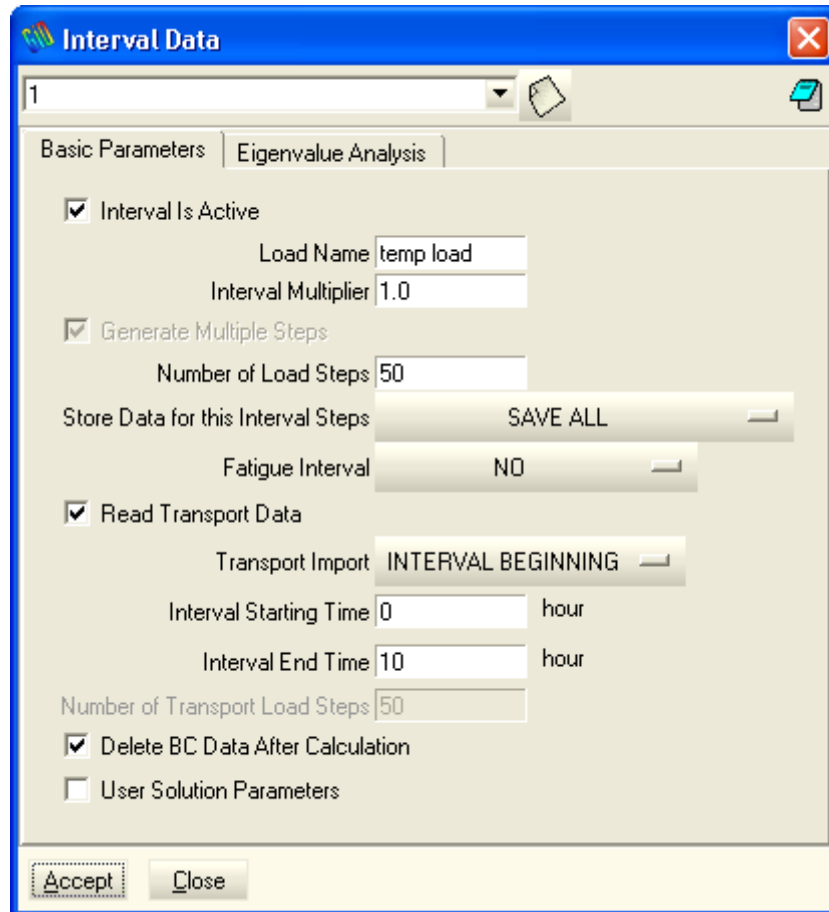 GiD Interval Data
1
Basic Parameters Eigenvalue Analysis
Interval Is Active
Load Name temp load
Interval Multiplier 1.0
Generate Multiple Steps
Number of Load Steps 50
Store Data for this Interval Steps SAVE ALL
Fatigue Interval NO
Read Transport Data
Transport Import INTERVAL BEGINNING
Interval Starting Time 0 hour
Interval End Time 10 hour
Number of Transport Load Steps 50
Delete BC Data After Calculation
User Solution Parameters
Accept Close